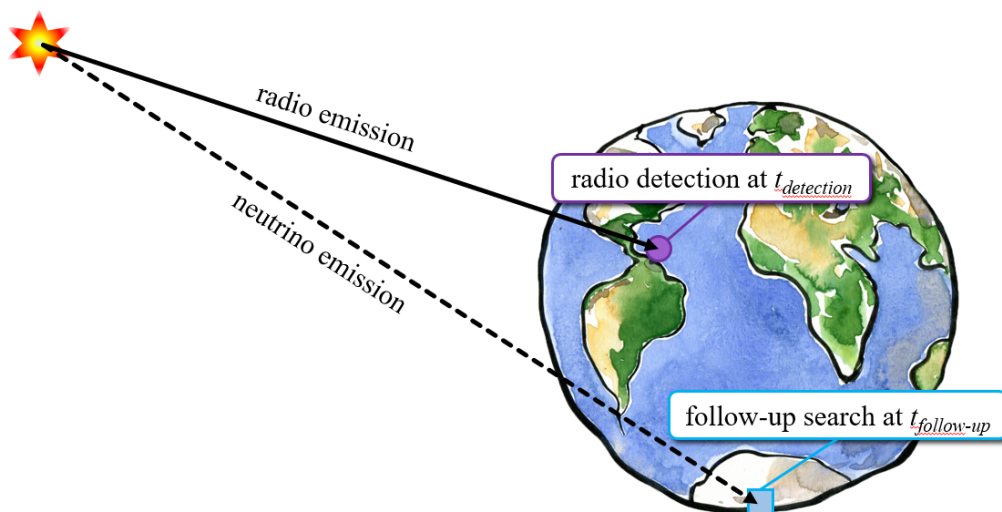 radio emission
radio detection at t_detection
neutrino emission
follow-up search at t_follow-up